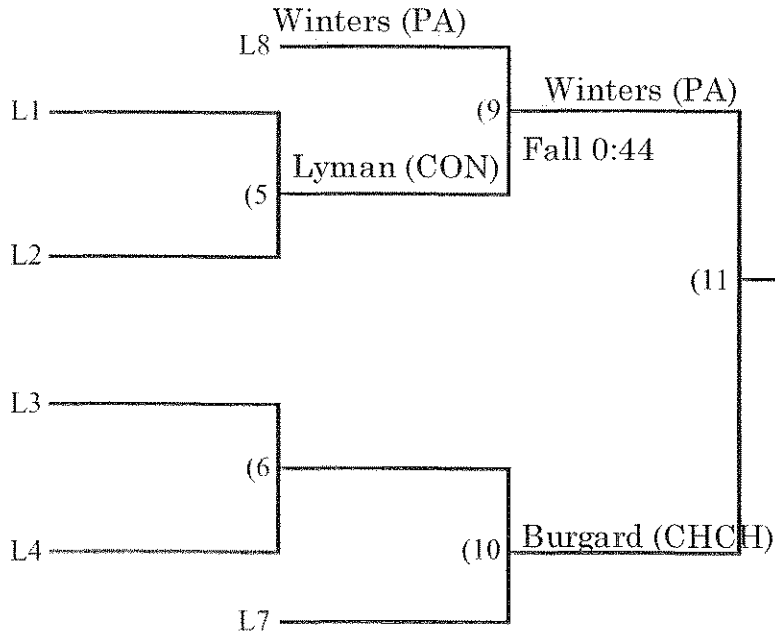 Winters (PA)
L8
L1
(9
Winters (PA)
Fall 0:44
Lyman (CON)
(5
L2
(11
L3
(6
L4
(10
Burgard (CHCH)
L7